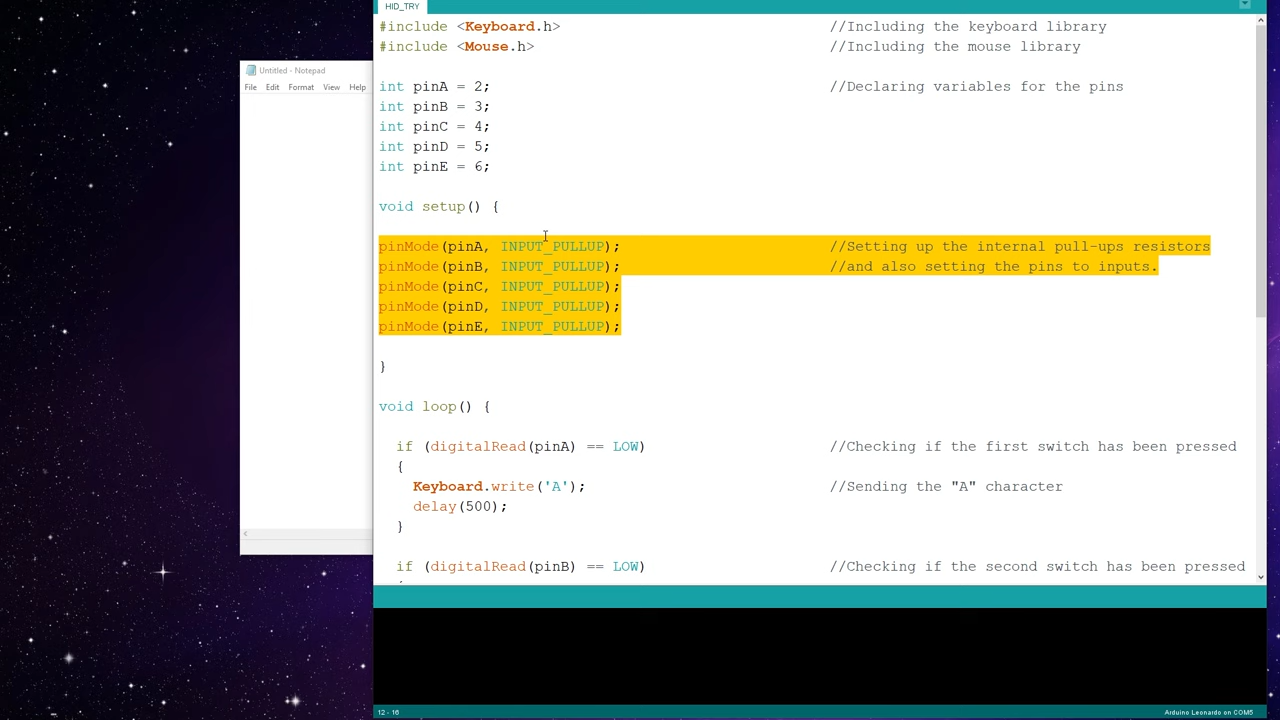 HID_TRY
#include <Keyboard.h> //Including the keyboard library
#include <Mouse.h> //Including the mouse library
Untitled - Notepad
File Edit Format View Help
int pinA = 2; //Declaring variables for the pins
int pinB = 3;
int pinC = 4;
int pinD = 5;
int pinE = 6;
void setup() {
pinMode(pinA, INPUT_PULLUP); //Setting up the internal pull-ups resistors
pinMode(pinB, INPUT_PULLUP); //and also setting the pins to inputs.
pinMode(pinC, INPUT_PULLUP);
pinMode(pinD, INPUT_PULLUP);
pinMode(pinE, INPUT_PULLUP);
}
void loop() {
if (digitalRead(pinA) == LOW) //Checking if the first switch has been pressed
{
Keyboard.write('A'); //Sending the "A" character
delay(500);
}
if (digitalRead(pinB) == LOW) //Checking if the second switch has been pressed
12 - 16
Arduino Leonardo on COM5